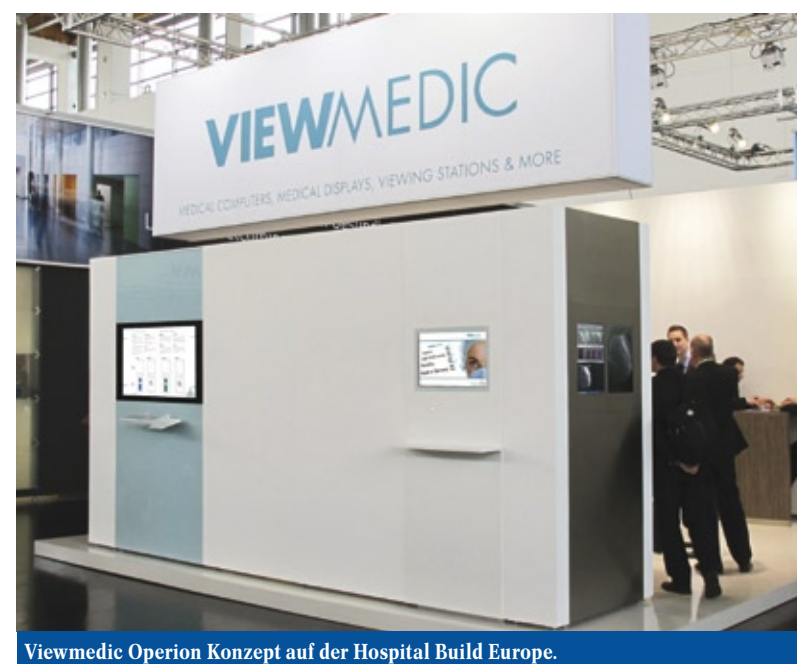 VIEWMEDIC
MEDICAL COMPUTERS, MEDICAL DISPLAYS, VIEWING STATIONS & MORE
Viewmedic Operion Konzept auf der Hospital Build Europe.